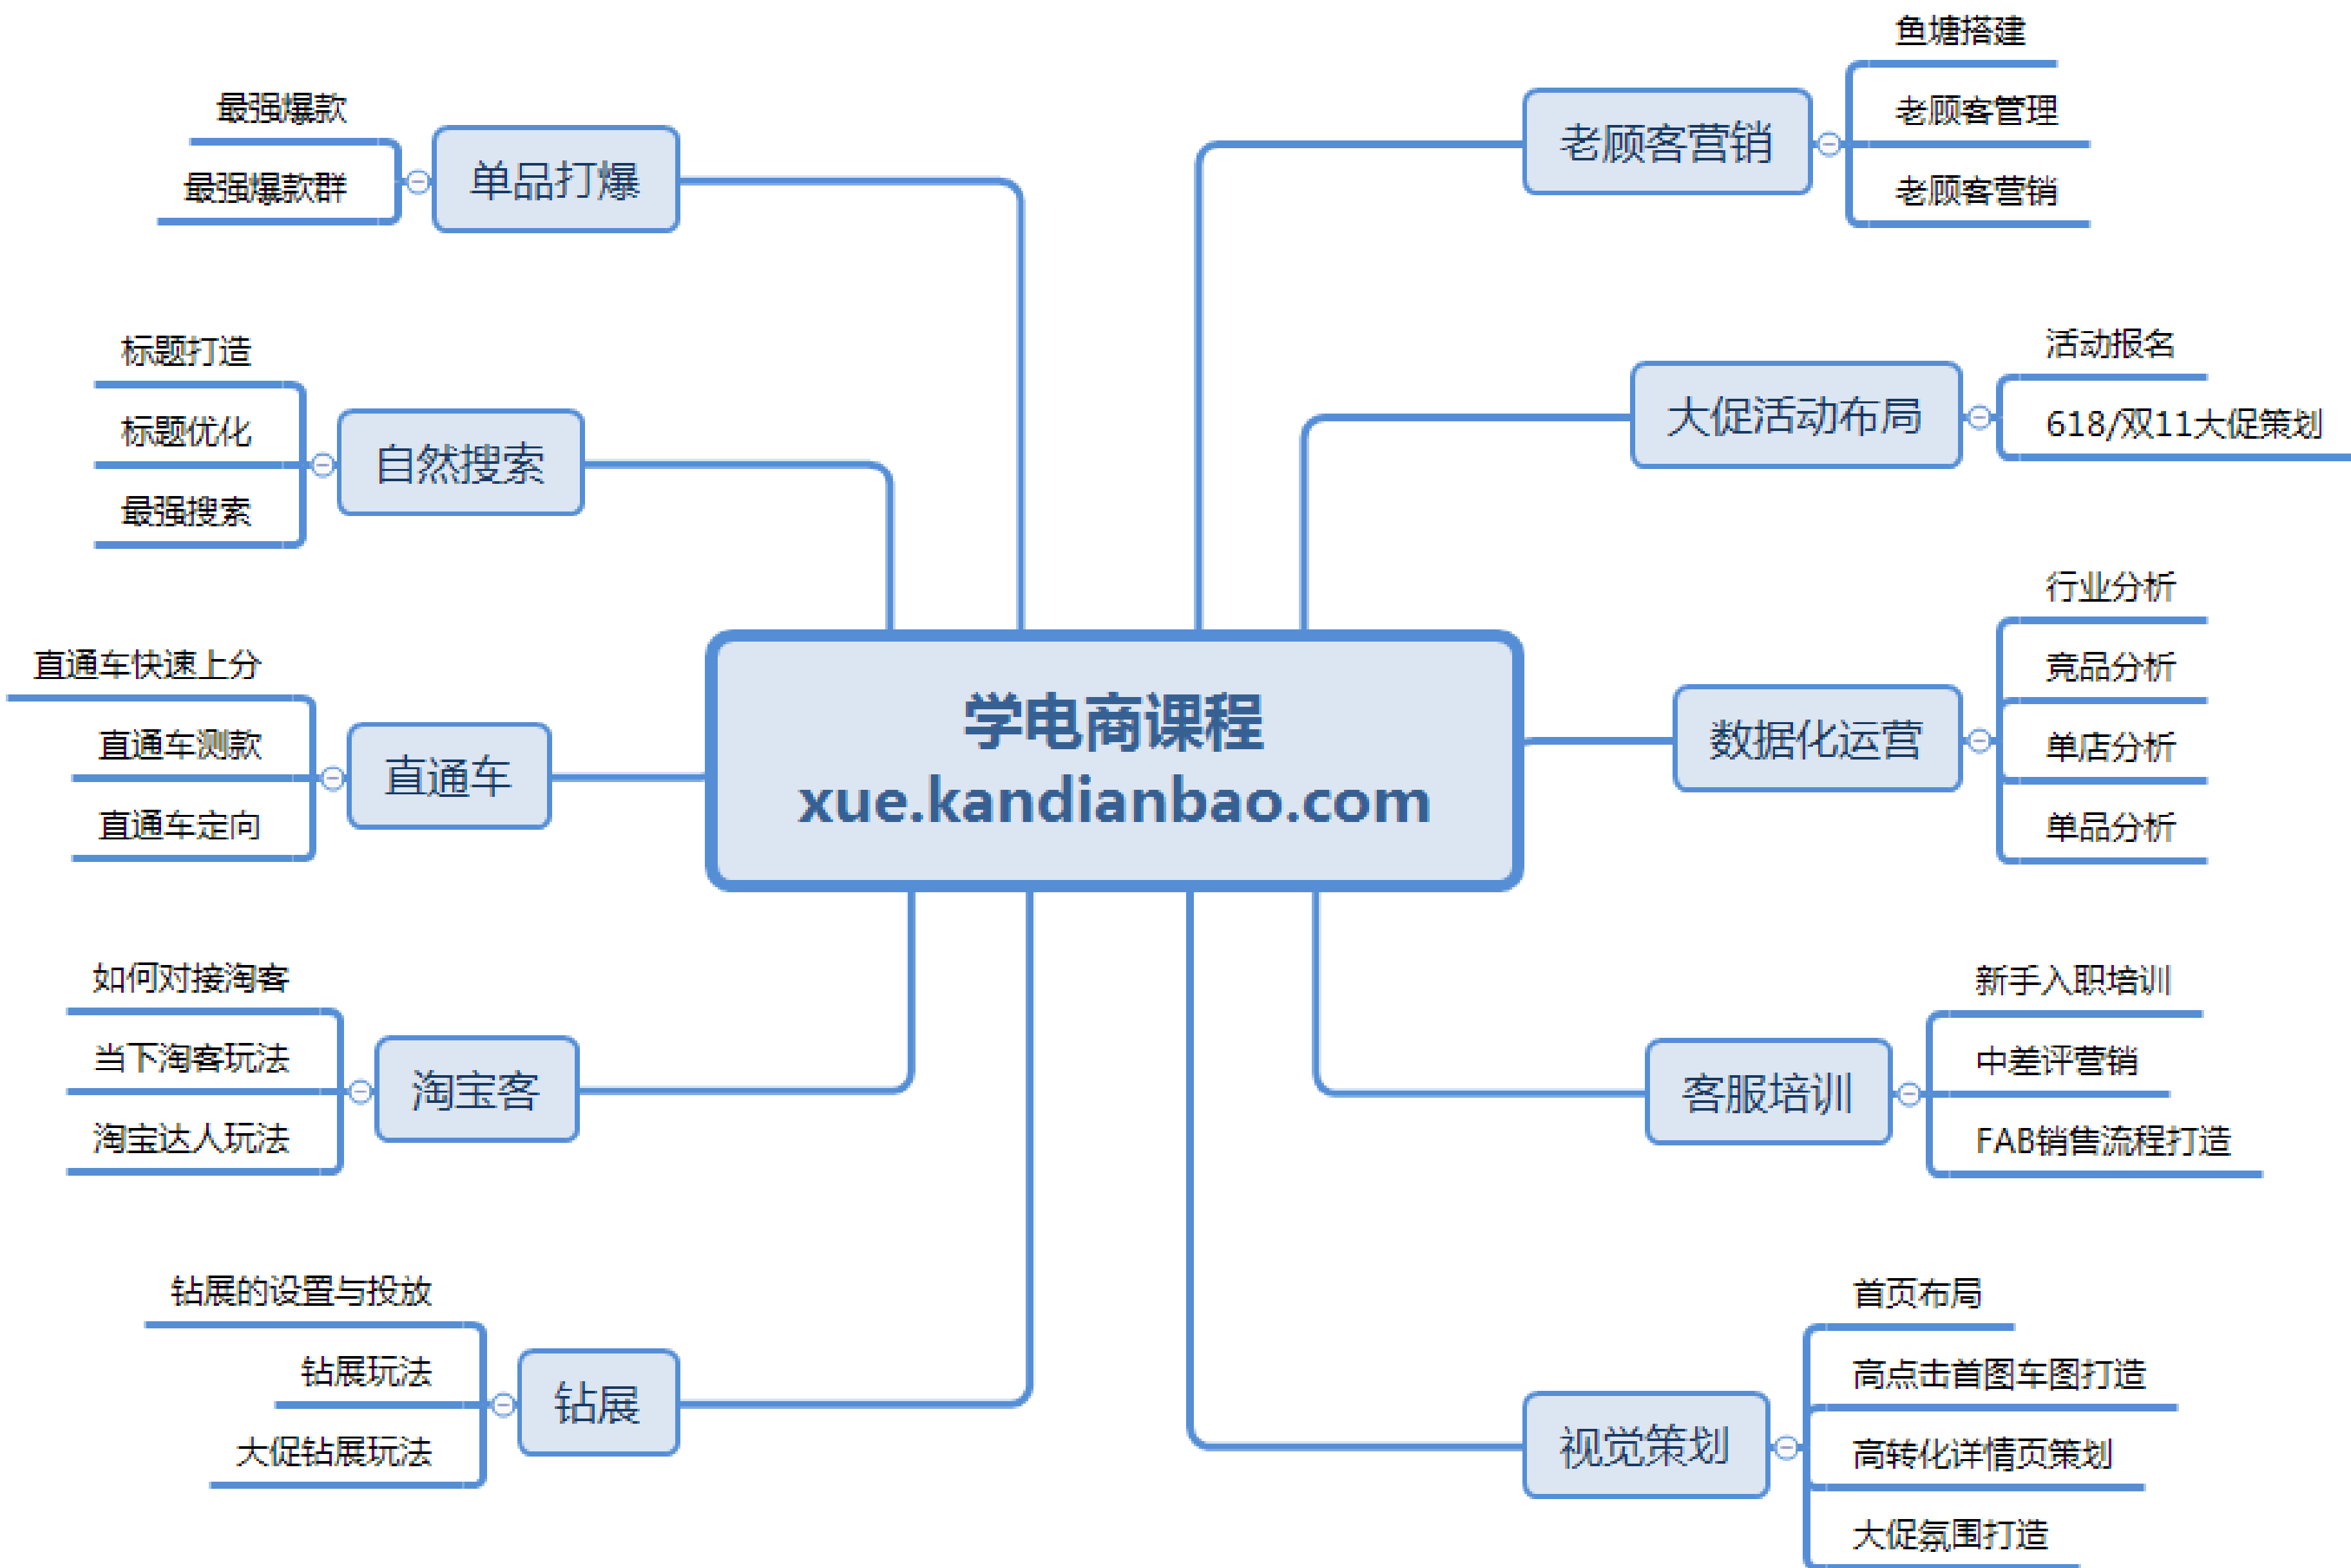 学电商课程
xue.kandianbao.com
单品打爆
最强爆款
最强爆款群
自然搜索
标题打造
标题优化
最强搜索
直通车
直通车快速上分
直通车测款
直通车定向
淘宝客
如何对接淘客
当下淘客玩法
淘宝达人玩法
钻展
钻展的设置与投放
钻展玩法
大促钻展玩法
老顾客营销
鱼塘搭建
老顾客管理
老顾客营销
大促活动布局
活动报名
618/双11大促策划
数据化运营
行业分析
竞品分析
单店分析
单品分析
客服培训
新手入职培训
中差评营销
FAB销售流程打造
视觉策划
首页布局
高点击首图车图打造
高转化详情页策划
大促氛围打造